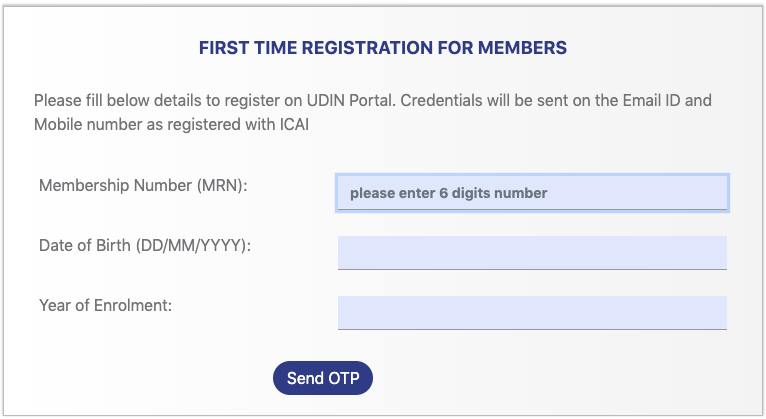 FIRST TIME REGISTRATION FOR MEMBERS
Please fill below details to register on UDIN Portal. Credentials will be sent on the Email ID and
Mobile number as registered with ICAI
Membership Number (MRN):
please enter 6 digits number
Date of Birth (DD/MM/YYYY):
Year of Enrolment:
Send OTP